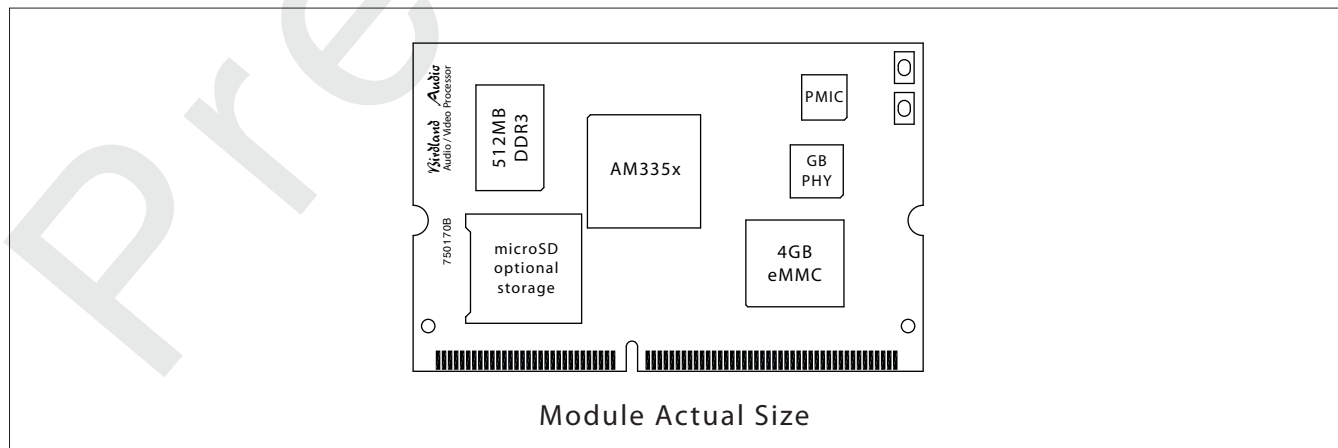 Pre
Birdland Audio
Audio / Video Processor
512MB
DDR3
AM335x
PMIC
GB
PHY
750170B
microSD
optional
storage
4GB
eMMC
Module Actual Size